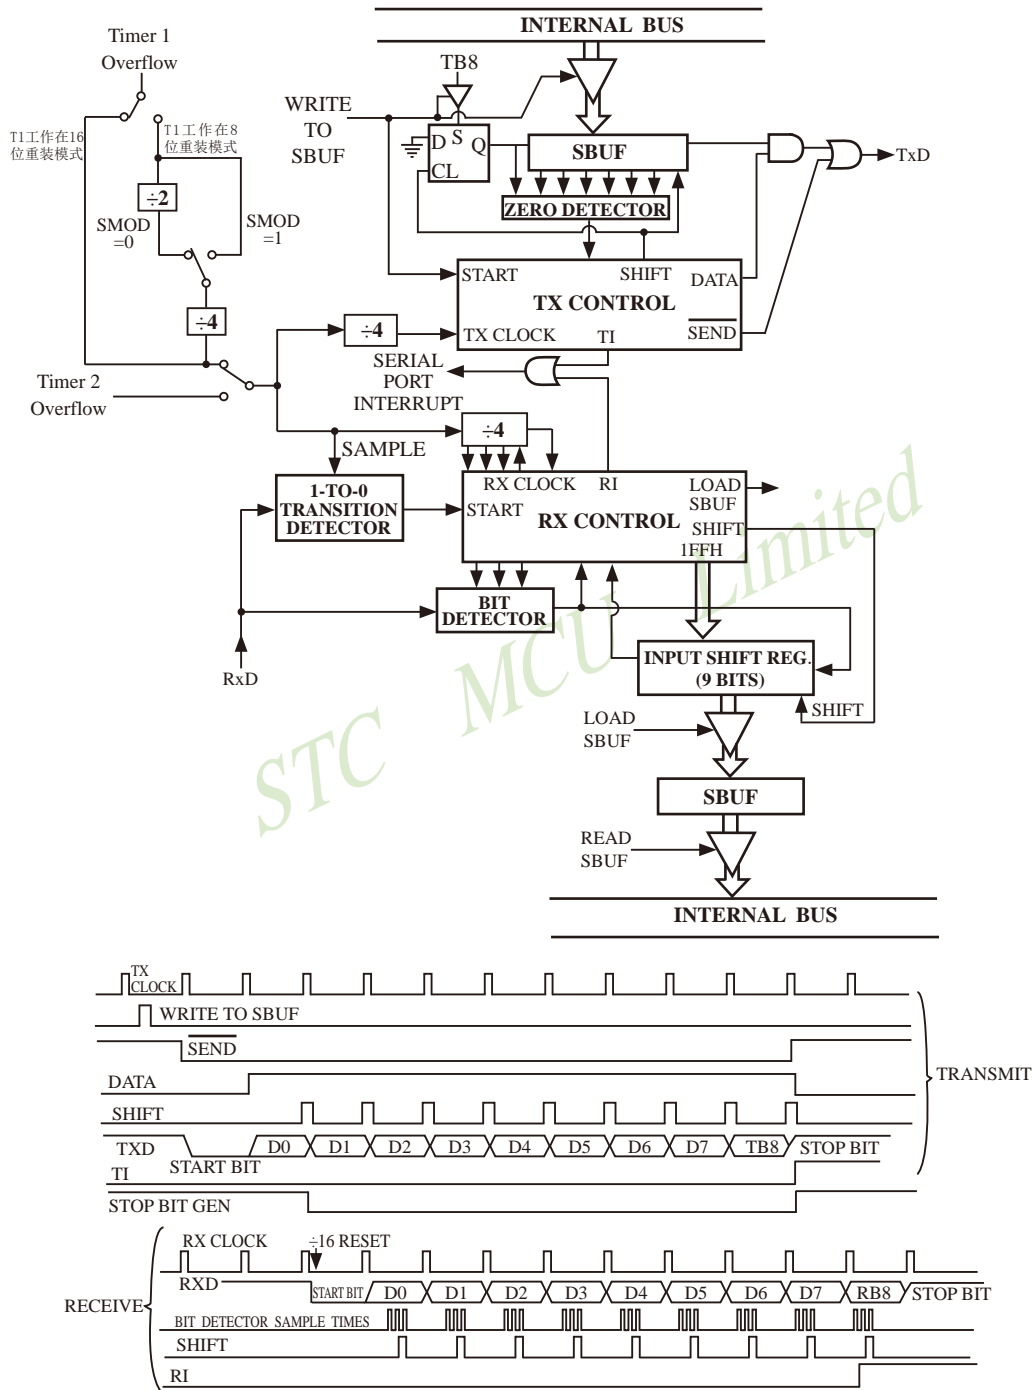 INTERNAL BUS
Timer 1
Overflow
TB8
WRITE
TO
SBUF
T1工作在16
位重装模式
T1工作在8
位重装模式
D
S
Q
CL
SBUF
TxD
÷2
ZERO DETECTOR
SMOD
=0
SMOD
=1
START
SHIFT
DATA
TX CONTROL
÷4
÷4
TX CLOCK
TI
SEND
SERIAL
PORT
INTERRUPT
Timer 2
Overflow
÷4
SAMPLE
1-TO-0
TRANSITION
DETECTOR
RX CLOCK
RI
LOAD
SBUF
START
RX CONTROL
SHIFT
1FFH
BIT
DETECTOR
RxD
INPUT SHIFT REG.
(9 BITS)
SHIFT
LOAD
SBUF
SBUF
READ
SBUF
INTERNAL BUS
STC MCU Limited
TX
CLOCK
WRITE TO SBUF
SEND
DATA
TRANSMIT
SHIFT
TXD
START BIT
D0 D1 D2 D3 D4 D5 D6 D7 TB8
STOP BIT
TI
STOP BIT GEN
RX CLOCK
÷16 RESET
RXD
START BIT
D0 D1 D2 D3 D4 D5 D6 D7 RB8
STOP BIT
RECEIVE
BIT DETECTOR SAMPLE TIMES
SHIFT
RI